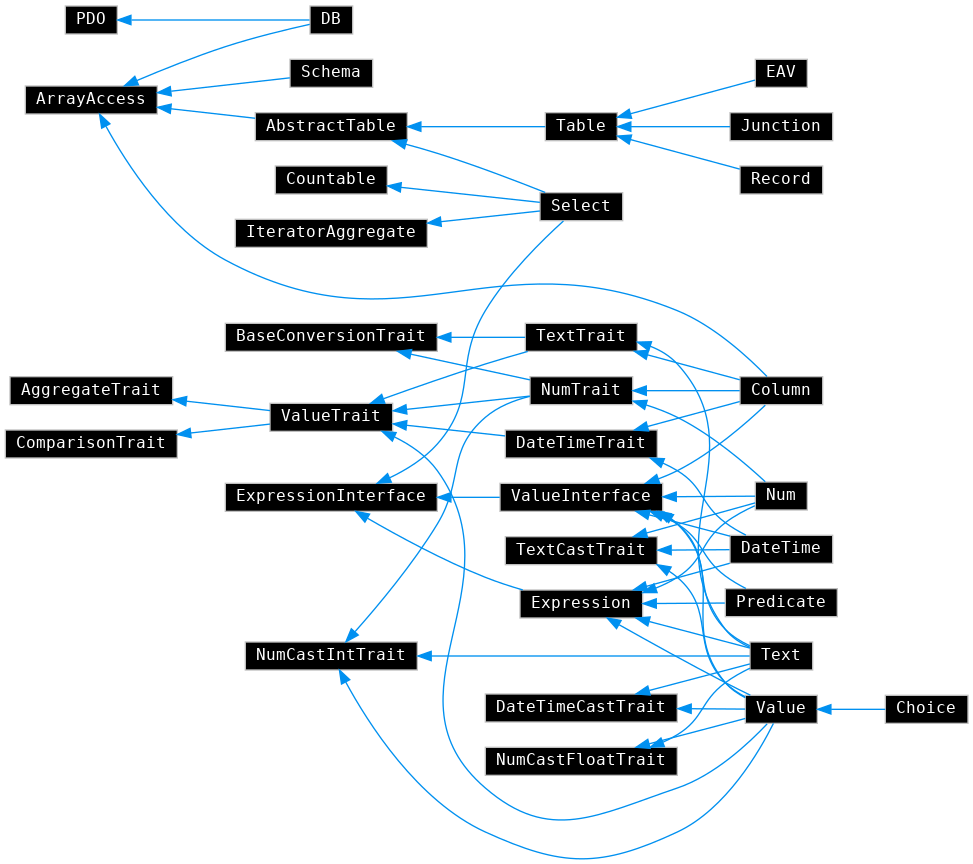 PDO
DB
Schema
ArrayAccess
EAV
AbstractTable
Table
Junction
Countable
Record
Select
IteratorAggregate
BaseConversionTrait
TextTrait
AggregateTrait
NumTrait
Column
ValueTrait
ComparisonTrait
DateTimeTrait
ExpressionInterface
ValueInterface
Num
TextCastTrait
DateTime
Expression
Predicate
NumCastIntTrait
Text
DateTimeCastTrait
Value
Choice
NumCastFloatTrait